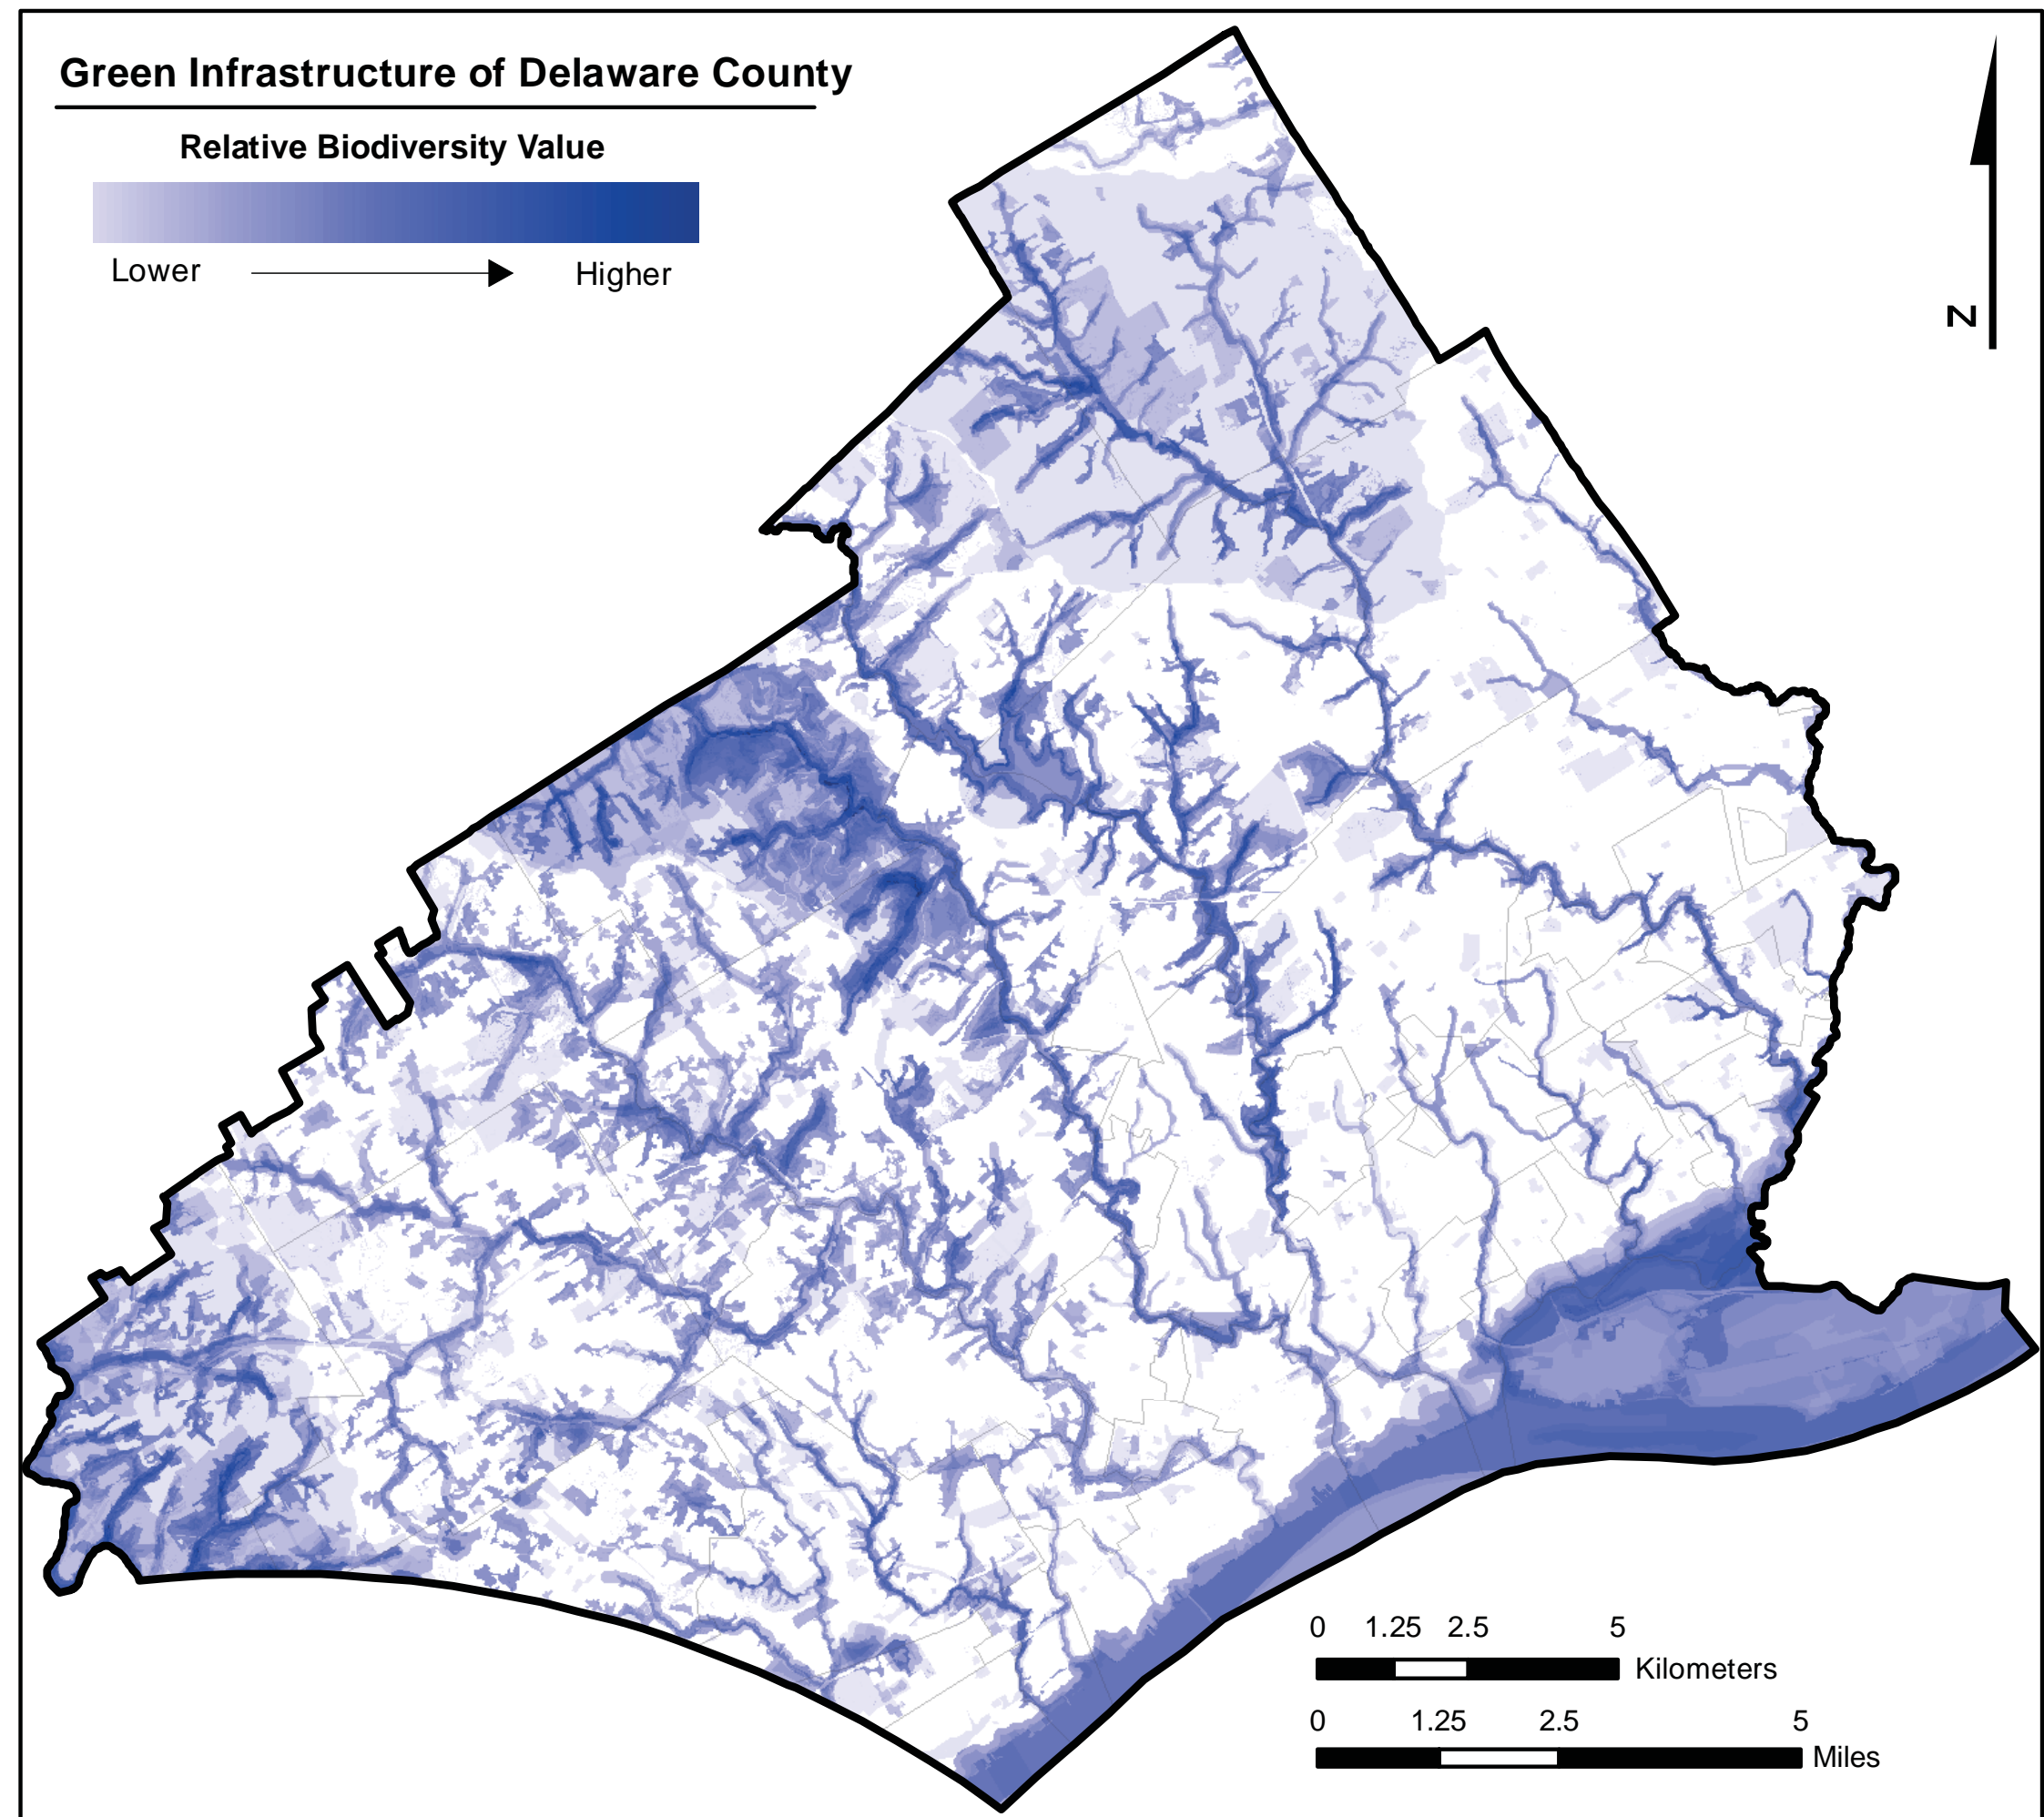 Green Infrastructure of Delaware County
Relative Biodiversity Value
Lower Higher
N
0 1.25 2.5 5
Kilometers
0 1.25 2.5 5
Miles